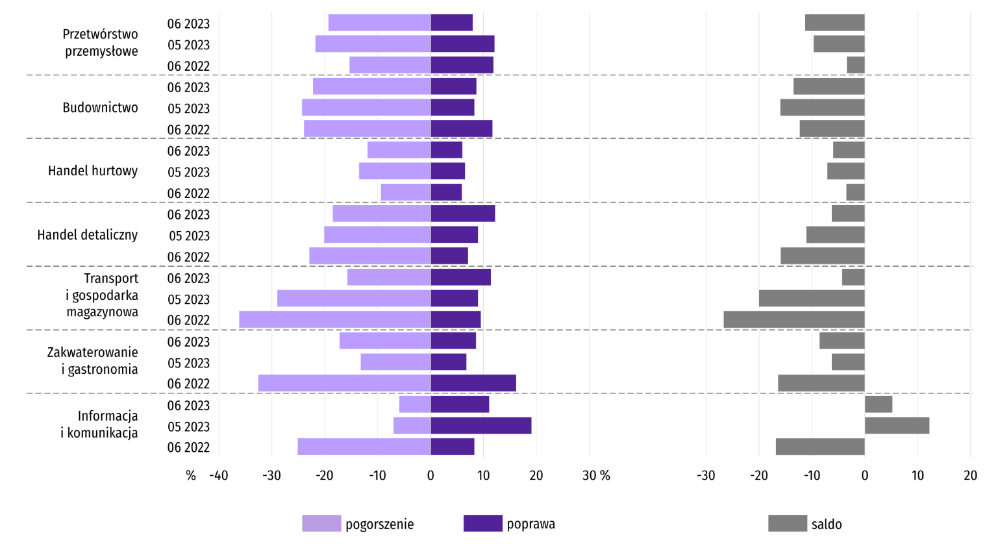 Przetwórstwo
przemysłowe
06 2023
05 2023
06 2022
Budownictwo
06 2023
05 2023
06 2022
Handel hurtowy
06 2023
05 2023
06 2022
Handel detaliczny
06 2023
05 2023
06 2022
Transport
i gospodarka
magazynowa
06 2023
05 2023
06 2022
Zakwaterowanie
i gastronomia
06 2023
05 2023
06 2022
Informacja
i komunikacja
06 2023
05 2023
06 2022
% -40 -30 -20 -10 0 10 20 30 % -30 -20 -10 0 10 20
pogorszenie poprawa saldo